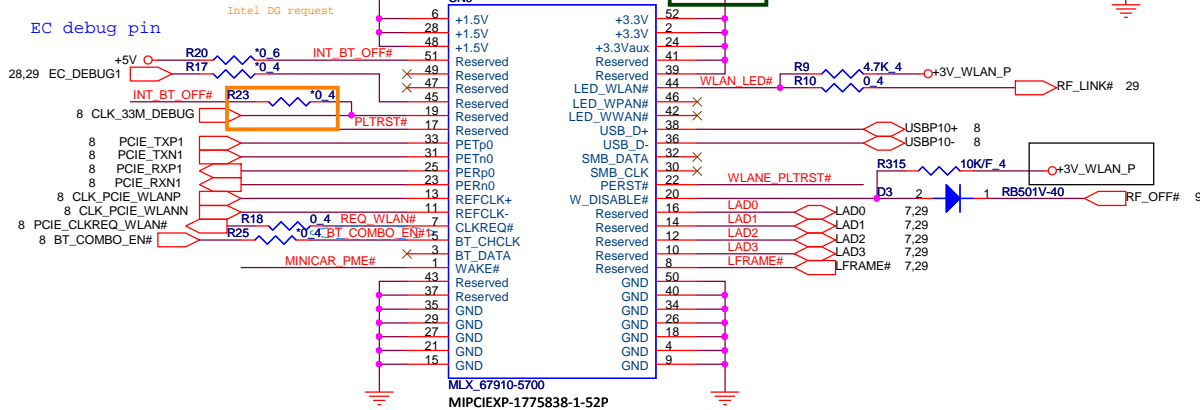 Intel DG request
EC debug pin
+5V R20 *0_6 INT_BT_OFF#
28,29 EC_DEBUG1 R17 *0_4
INT_BT_OFF# R23 *0_4
8 CLK_33M_DEBUG
PLTRST#
8 PCIE_TXP1
8 PCIE_TXN1
8 PCIE_RXP1
8 PCIE_RXN1
8 CLK_PCIE_WLANP
8 CLK_PCIE_WLANN
8 PCIE_CLKREQ_WLAN# R18 0_4 REQ_WLAN#
8 BT_COMBO_EN# R25 *0_4 BT_COMBO_EN#1
MINICAR_PME#
6 +1.5V +3.3V 52
28 +1.5V +3.3V 2
48 +1.5V +3.3Vaux 24
51 Reserved Reserved 41
49 Reserved Reserved 39
47 Reserved LED_WLAN# 44
45 Reserved LED_WPAN# 46
19 Reserved LED_WWAN# 42
17 Reserved USB_D+ 38
33 PETp0 USB_D- 36
31 PETn0 SMB_DATA 32
25 PERp0 SMB_CLK 30
23 PERn0 PERST# 22
13 REFCLK+ W_DISABLE# 20
11 REFCLK- Reserved 16
7 CLKREQ# Reserved 14
5 BT_CHCLK Reserved 12
3 BT_DATA Reserved 10
1 WAKE# Reserved 8
43 Reserved GND 50
37 Reserved GND 40
35 GND GND 34
29 GND GND 26
27 GND GND 18
21 GND GND 4
15 GND GND 9
MLX_67910-5700
MIPCIEXP-1775838-1-52P
WLAN_LED# R9 4.7K_4 +3V_WLAN_P
R10 0_4 RF_LINK# 29
USBP10+ 8
USBP10- 8
R315 10K/F_4 +3V_WLAN_P
WLANE_PLTRST#
D3 2 1 RB501V-40 RF_OFF# 9
LAD0 LAD0 7,29
LAD1 LAD1 7,29
LAD2 LAD2 7,29
LAD3 LAD3 7,29
LFRAME# LFRAME# 7,29